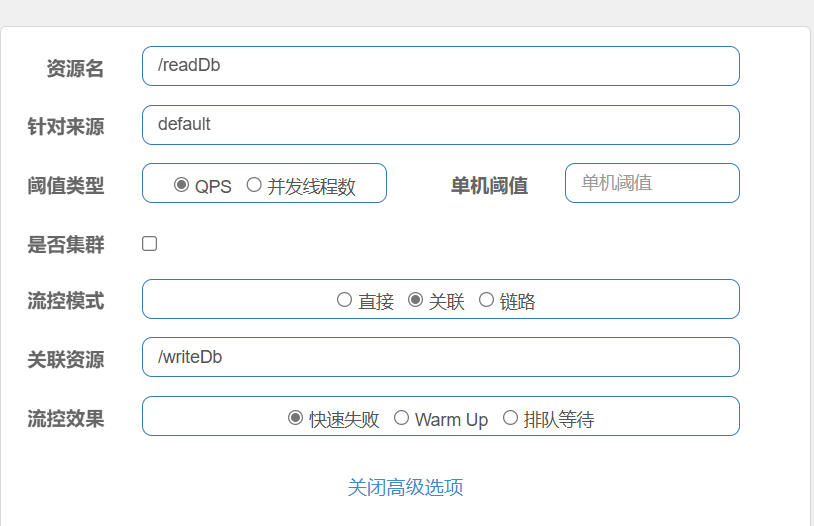 资源名 /readDb
针对来源 default
阈值类型 QPS 并发线程数 单机阈值 单机阈值
是否集群
流控模式 直接 关联 链路
关联资源 /writeDb
流控效果 快速失败 Warm Up 排队等待
关闭高级选项